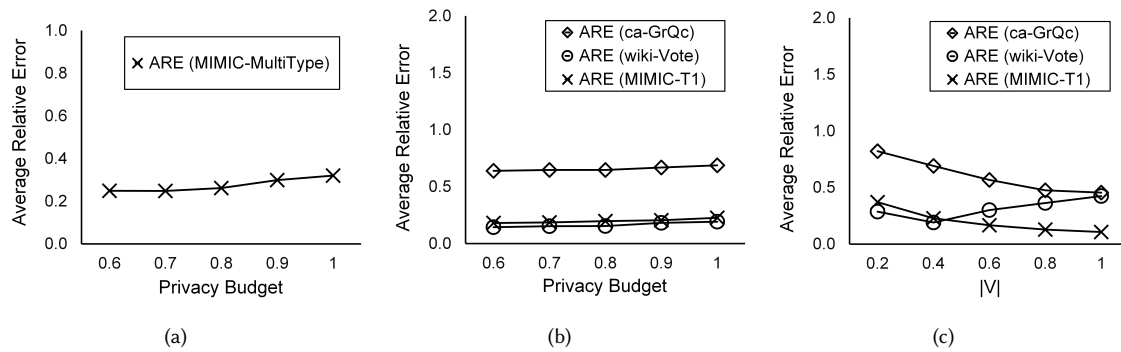 Average Relative Error
1.0
0.8
0.6
0.4
0.2
0.0
ARE (MIMIC-MultiType)
0.6 0.7 0.8 0.9 1
Privacy Budget
(a)
Average Relative Error
2.0
1.5
1.0
0.5
0.0
ARE (ca-GrQc)
ARE (wiki-Vote)
ARE (MIMIC-T1)
0.6 0.7 0.8 0.9 1
Privacy Budget
(b)
Average Relative Error
2.0
1.5
1.0
0.5
0.0
ARE (ca-GrQc)
ARE (wiki-Vote)
ARE (MIMIC-T1)
0.2 0.4 0.6 0.8 1
|V|
(c)